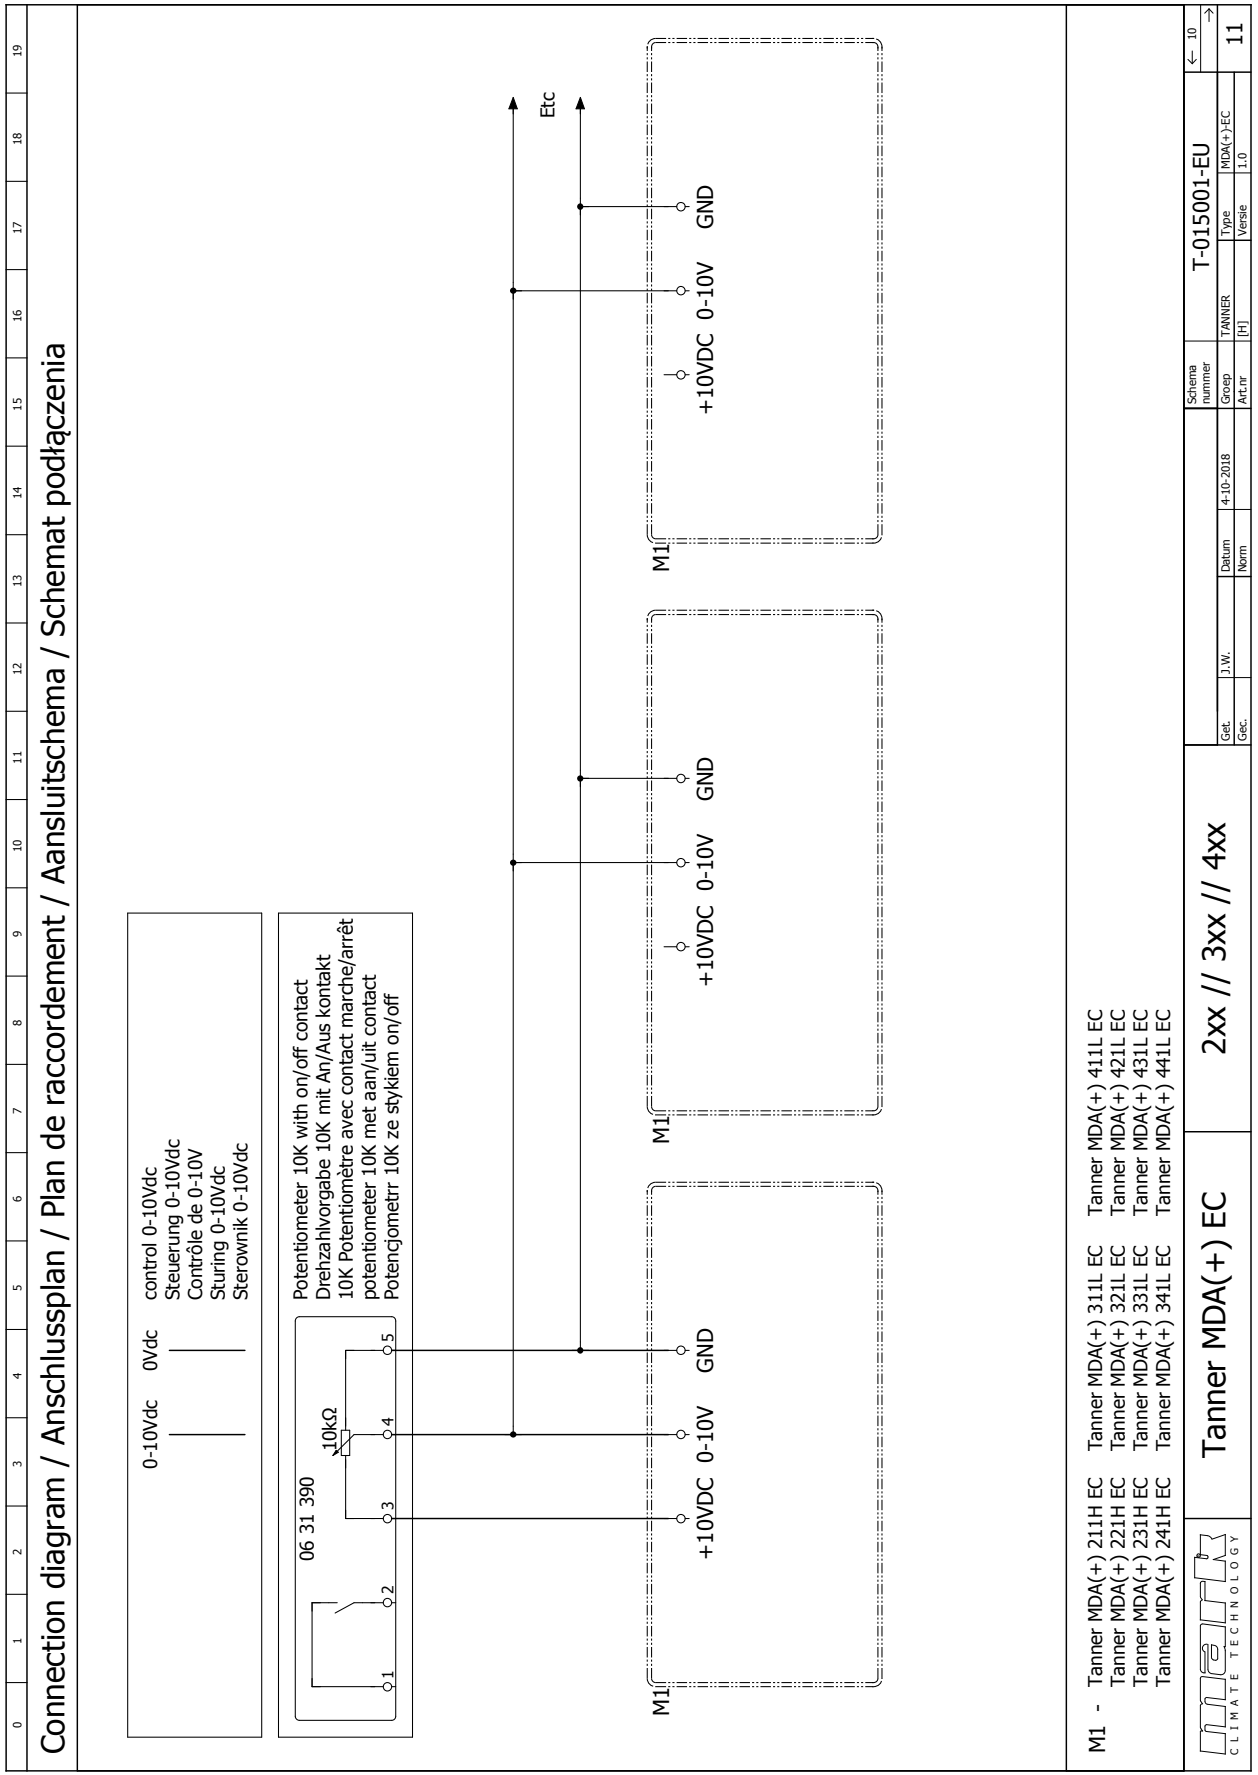 0 1 2 3 4 5 6 7 8 9 10 11 12 13 14 15 16 17 18 19
Connection diagram / Anschlussplan / Plan de raccordement / Aansluitschema / Schemat podłączenia
0-10Vdc 0Vdc
control 0-10Vdc
Steuerung 0-10Vdc
Contrôle de 0-10V
Sturing 0-10Vdc
Sterownik 0-10Vdc
06 31 390
10kΩ
1 2 3 4 5
Potentiometer 10K with on/off contact
Drehzahlvorgabe 10K mit An/Aus kontakt
10K Potentiomètre avec contact marche/arrêt
potentiometer 10K met aan/uit contact
Potencjometrr 10K ze stykiem on/off
Etc
M1
+10VDC 0-10V GND
M1
+10VDC 0-10V GND
M1
+10VDC 0-10V GND
M1 - Tanner MDA(+) 211H EC Tanner MDA(+) 311L EC Tanner MDA(+) 411L EC
Tanner MDA(+) 221H EC Tanner MDA(+) 321L EC Tanner MDA(+) 421L EC
Tanner MDA(+) 231H EC Tanner MDA(+) 331L EC Tanner MDA(+) 431L EC
Tanner MDA(+) 241H EC Tanner MDA(+) 341L EC Tanner MDA(+) 441L EC
mark
CLIMATE TECHNOLOGY
Tanner MDA(+) EC
2xx // 3xx // 4xx
Get. J.W. Datum 4-10-2018
Gec. Norm
Schema
nummer
T-015001-EU
Groep TANNER Type MDA(+)-EC
Art.nr [H] Versie 1.0
← 10 →
11